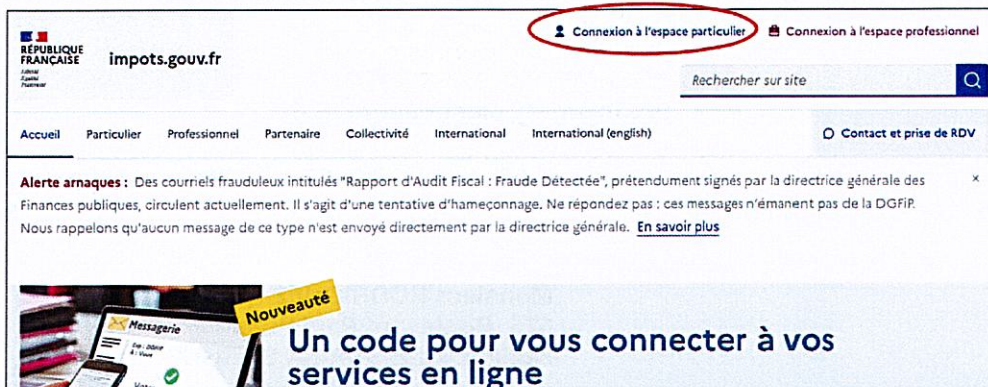 Connexion à l'espace particulier
Connexion à l'espace professionnel
RÉPUBLIQUE
FRANÇAISE
Liberté
Égalité
Fraternité
impots.gouv.fr
Rechercher sur site
Accueil Particulier Professionnel Partenaire Collectivité International International (english) Contact et prise de RDV
Alerte arnaques : Des courriels frauduleux intitulés "Rapport d'Audit Fiscal : Fraude Détectée", prétendument signés par la directrice générale des
Finances publiques, circulent actuellement. Il s'agit d'une tentative d'hameçonnage. Ne répondez pas : ces messages n'émanent pas de la DGFiP.
Nous rappelons qu'aucun message de ce type n'est envoyé directement par la directrice générale. En savoir plus
Messagerie
Nouveauté
Un code pour vous connecter à vos
services en ligne